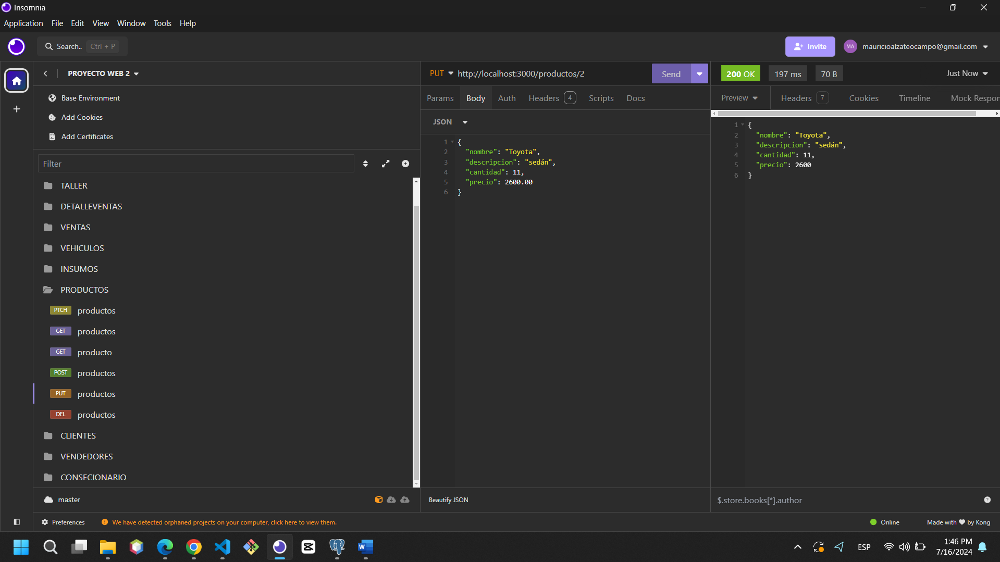 Insomnia
Application File Edit View Window Tools Help
Search.. Ctrl + P
Invite
MA mauricioalzateocampo@gmail.com
PROYECTO WEB 2
PUT http://localhost:3000/productos/2
Send
200 OK 197 ms 70 B
Just Now
Base Environment
Add Cookies
Add Certificates
Params Body Auth Headers 4 Scripts Docs
Preview Headers 7 Cookies Timeline Mock Respor
JSON
Filter
TALLER
DETALLEVENTAS
VENTAS
VEHICULOS
INSUMOS
PRODUCTOS
PTCH productos
GET productos
GET producto
POST productos
PUT productos
DEL productos
CLIENTES
VENDEDORES
CONSECIONARIO
1 {
2 "nombre": "Toyota",
3 "descripcion": "sedán",
4 "cantidad": 11,
5 "precio": 2600.00
6 }
1 {
2 "nombre": "Toyota",
3 "descripcion": "sedán",
4 "cantidad": 11,
5 "precio": 2600
6 }
master
Beautify JSON
$.store.books[*].author
Preferences
We have detected orphaned projects on your computer, click here to view them.
Online
Made with by Kong
ESP
1:46 PM
7/16/2024